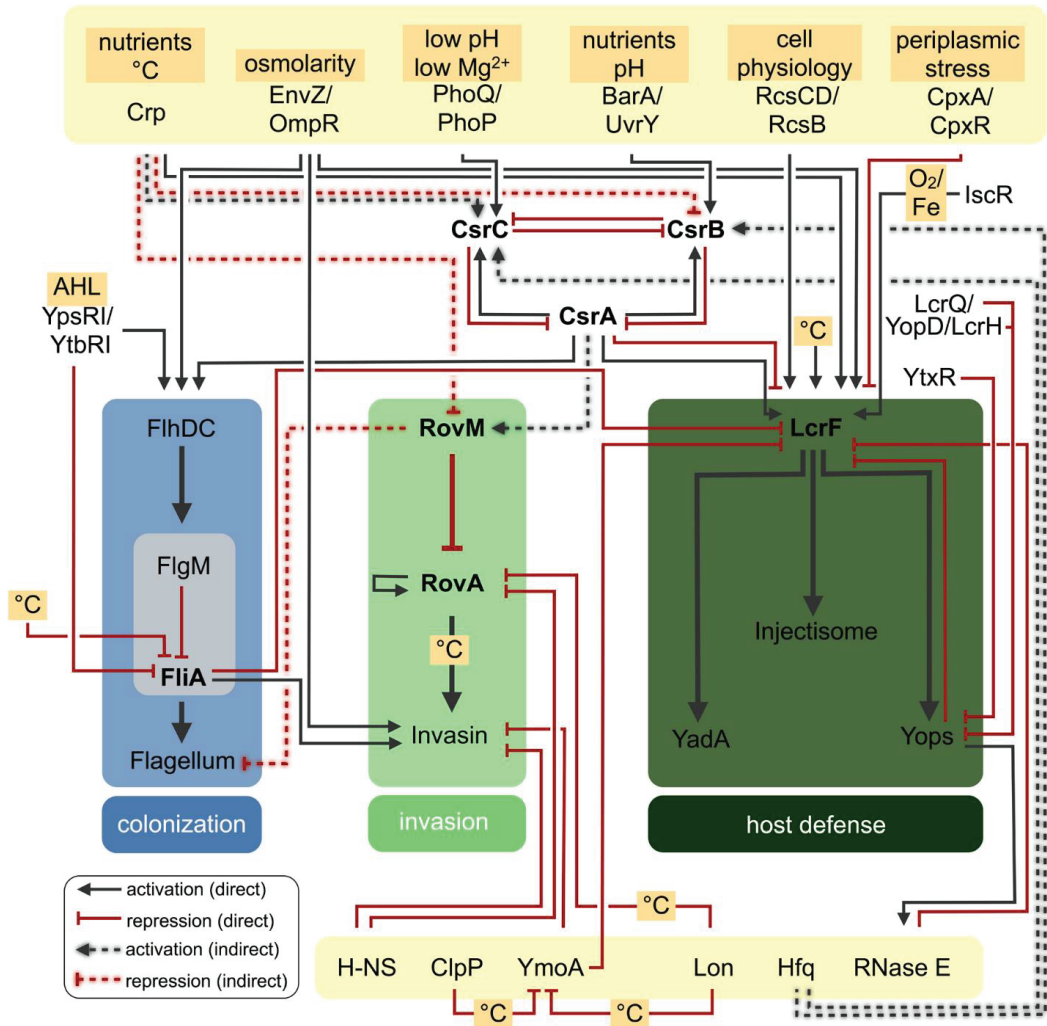 nutrients
°C
Crp
osmolarity
EnvZ/
OmpR
low pH
low Mg²⁺
PhoQ/
PhoP
nutrients
pH
BarA/
UvrY
cell
physiology
RcsCD/
RcsB
periplasmic
stress
CpxA/
CpxR
O₂/
Fe
IscR
CsrC
CsrB
AHL
YpsRI/
YtbRI
CsrA
°C
LcrQ/
YopD/LcrH
YtxR
FlhDC
RovM
LcrF
FlgM
RovA
°C
°C
Injectisome
FliA
Flagellum
Invasin
YadA
Yops
colonization
invasion
host defense
activation (direct)
repression (direct)
activation (indirect)
repression (indirect)
°C
H-NS
ClpP
YmoA
Lon
Hfq
RNase E
°C
°C